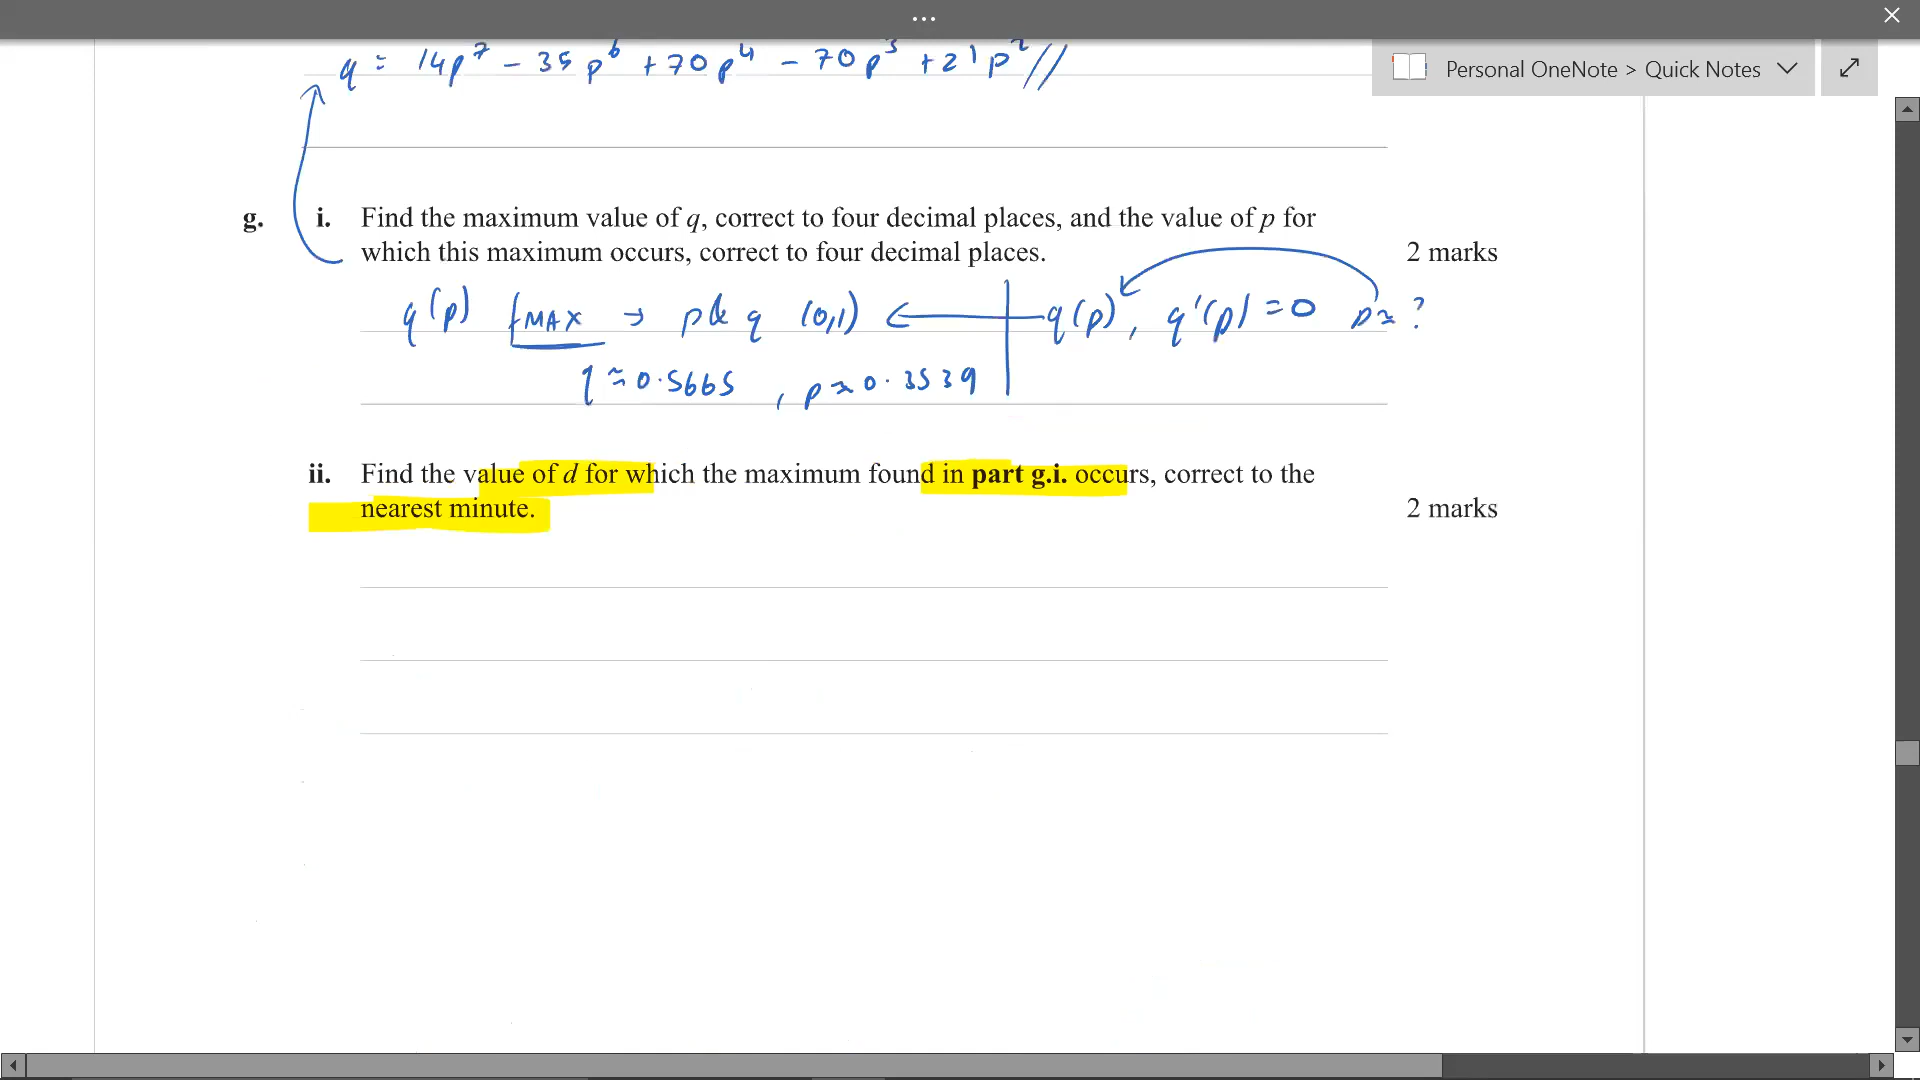 ...
q = 14p⁷ - 35p⁶ + 70p⁴ - 70p³ + 21p² //
Personal OneNote > Quick Notes
g. i. Find the maximum value of q, correct to four decimal places, and the value of p for
which this maximum occurs, correct to four decimal places. 2 marks
q(p) fMAX → p & q (0,1) ← q(p), q'(p) = 0 p ≈ ?
q ≈ 0.5665, p ≈ 0.3539
ii. Find the value of d for which the maximum found in part g.i. occurs, correct to the
nearest minute. 2 marks